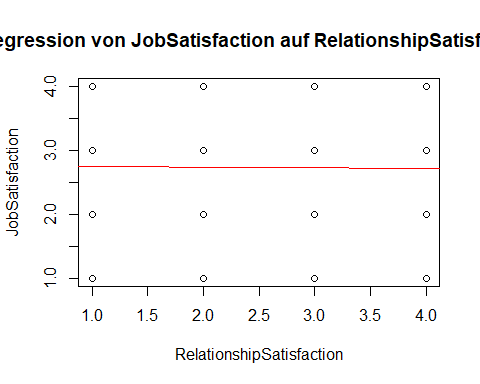 egression von JobSatisfaction auf RelationshipSatisf
JobSatisfaction
4.0
3.0
2.0
1.0
1.0 1.5 2.0 2.5 3.0 3.5 4.0
RelationshipSatisfaction